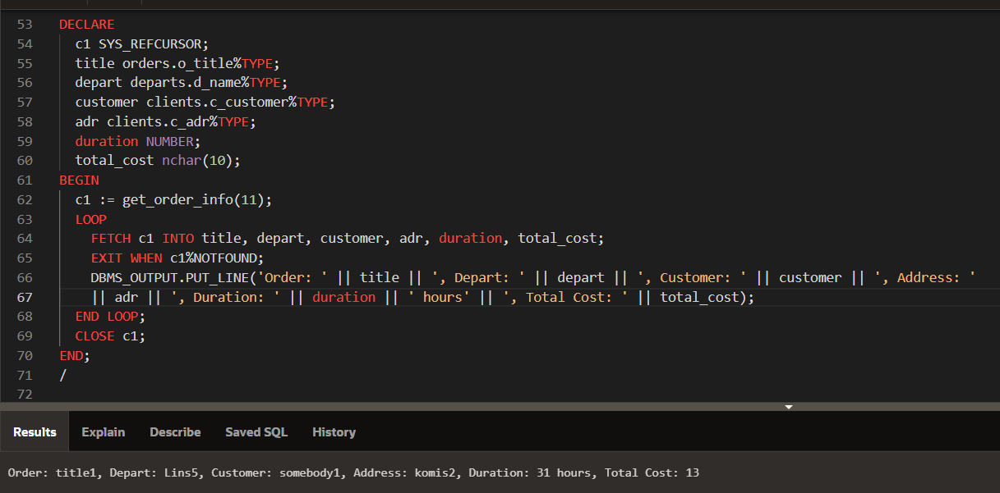 53 DECLARE
54 c1 SYS_REFCURSOR;
55 title orders.o_title%TYPE;
56 depart departs.d_name%TYPE;
57 customer clients.c_customer%TYPE;
58 adr clients.c_adr%TYPE;
59 duration NUMBER;
60 total_cost nchar(10);
61 BEGIN
62 c1 := get_order_info(11);
63 LOOP
64 FETCH c1 INTO title, depart, customer, adr, duration, total_cost;
65 EXIT WHEN c1%NOTFOUND;
66 DBMS_OUTPUT.PUT_LINE('Order: ' || title || ', Depart: ' || depart || ', Customer: ' || customer || ', Address: '
67 || adr || ', Duration: ' || duration || ' hours' || ', Total Cost: ' || total_cost);
68 END LOOP;
69 CLOSE c1;
70 END;
71 /
72
Results Explain Describe Saved SQL History
Order: title1, Depart: Lins5, Customer: somebody1, Address: komis2, Duration: 31 hours, Total Cost: 13